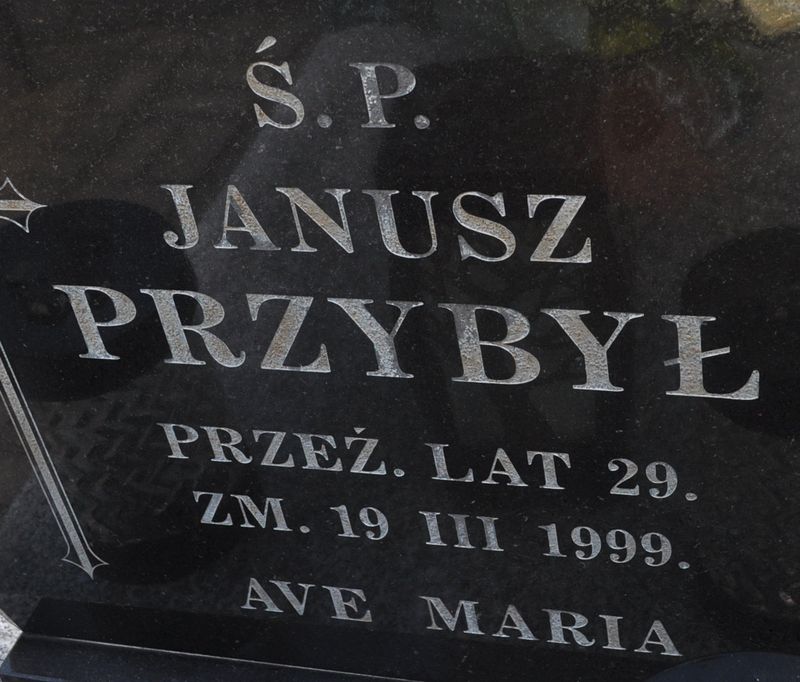 Ś. P.
JANUSZ
PRZYBYŁ
PRZEŻ. LAT 29.
ZM. 19 III 1999.
AVE MARIA